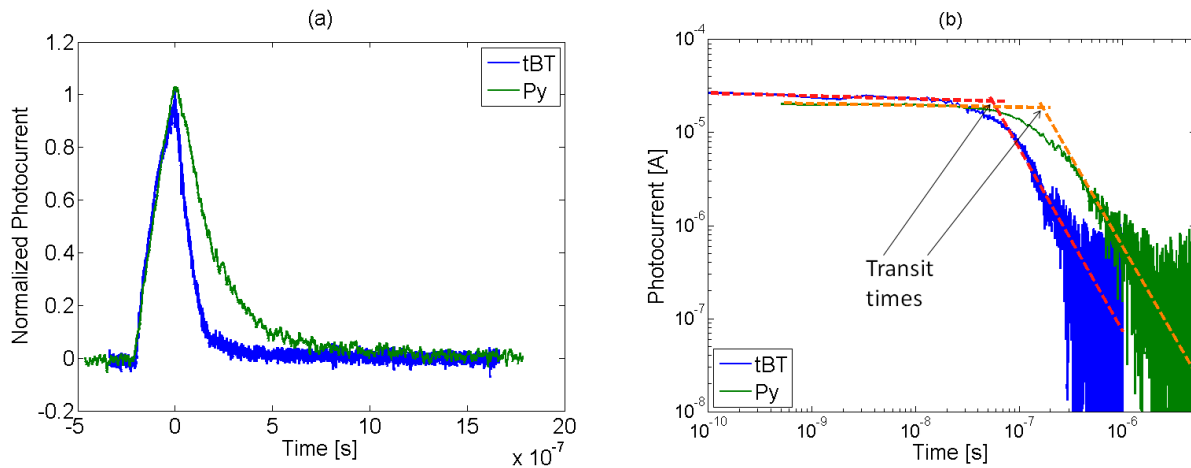 (a)
Normalized Photocurrent
1.2
1
0.8
0.6
0.4
0.2
0
-0.2
-5
0
5
10
15
20
x 10^-7
Time [s]
tBT
Py
(b)
Photocurrent [A]
10^-4
10^-5
10^-6
10^-7
10^-8
10^-10
10^-9
10^-8
10^-7
10^-6
Time [s]
Transit
times
tBT
Py